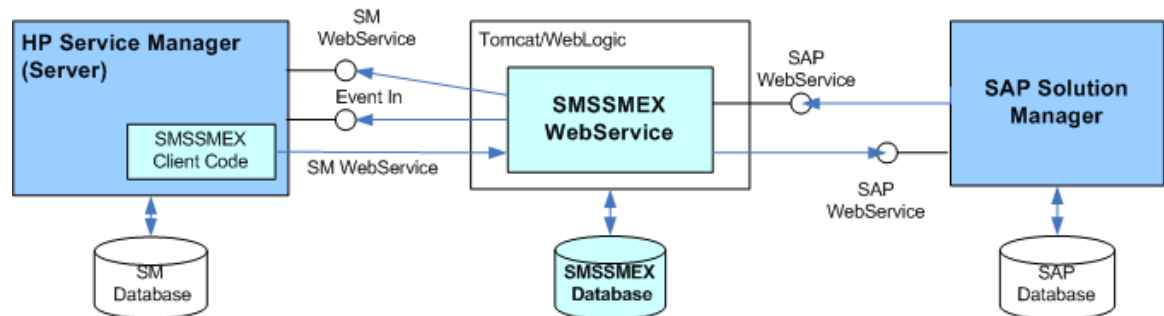 HP Service Manager
(Server)
SMSSMEX
Client Code
SM
WebService
Event In
SM WebService
Tomcat/WebLogic
SMSSMEX
WebService
SAP
WebService
SAP
WebService
SAP Solution
Manager
SM
Database
SMSSMEX
Database
SAP
Database